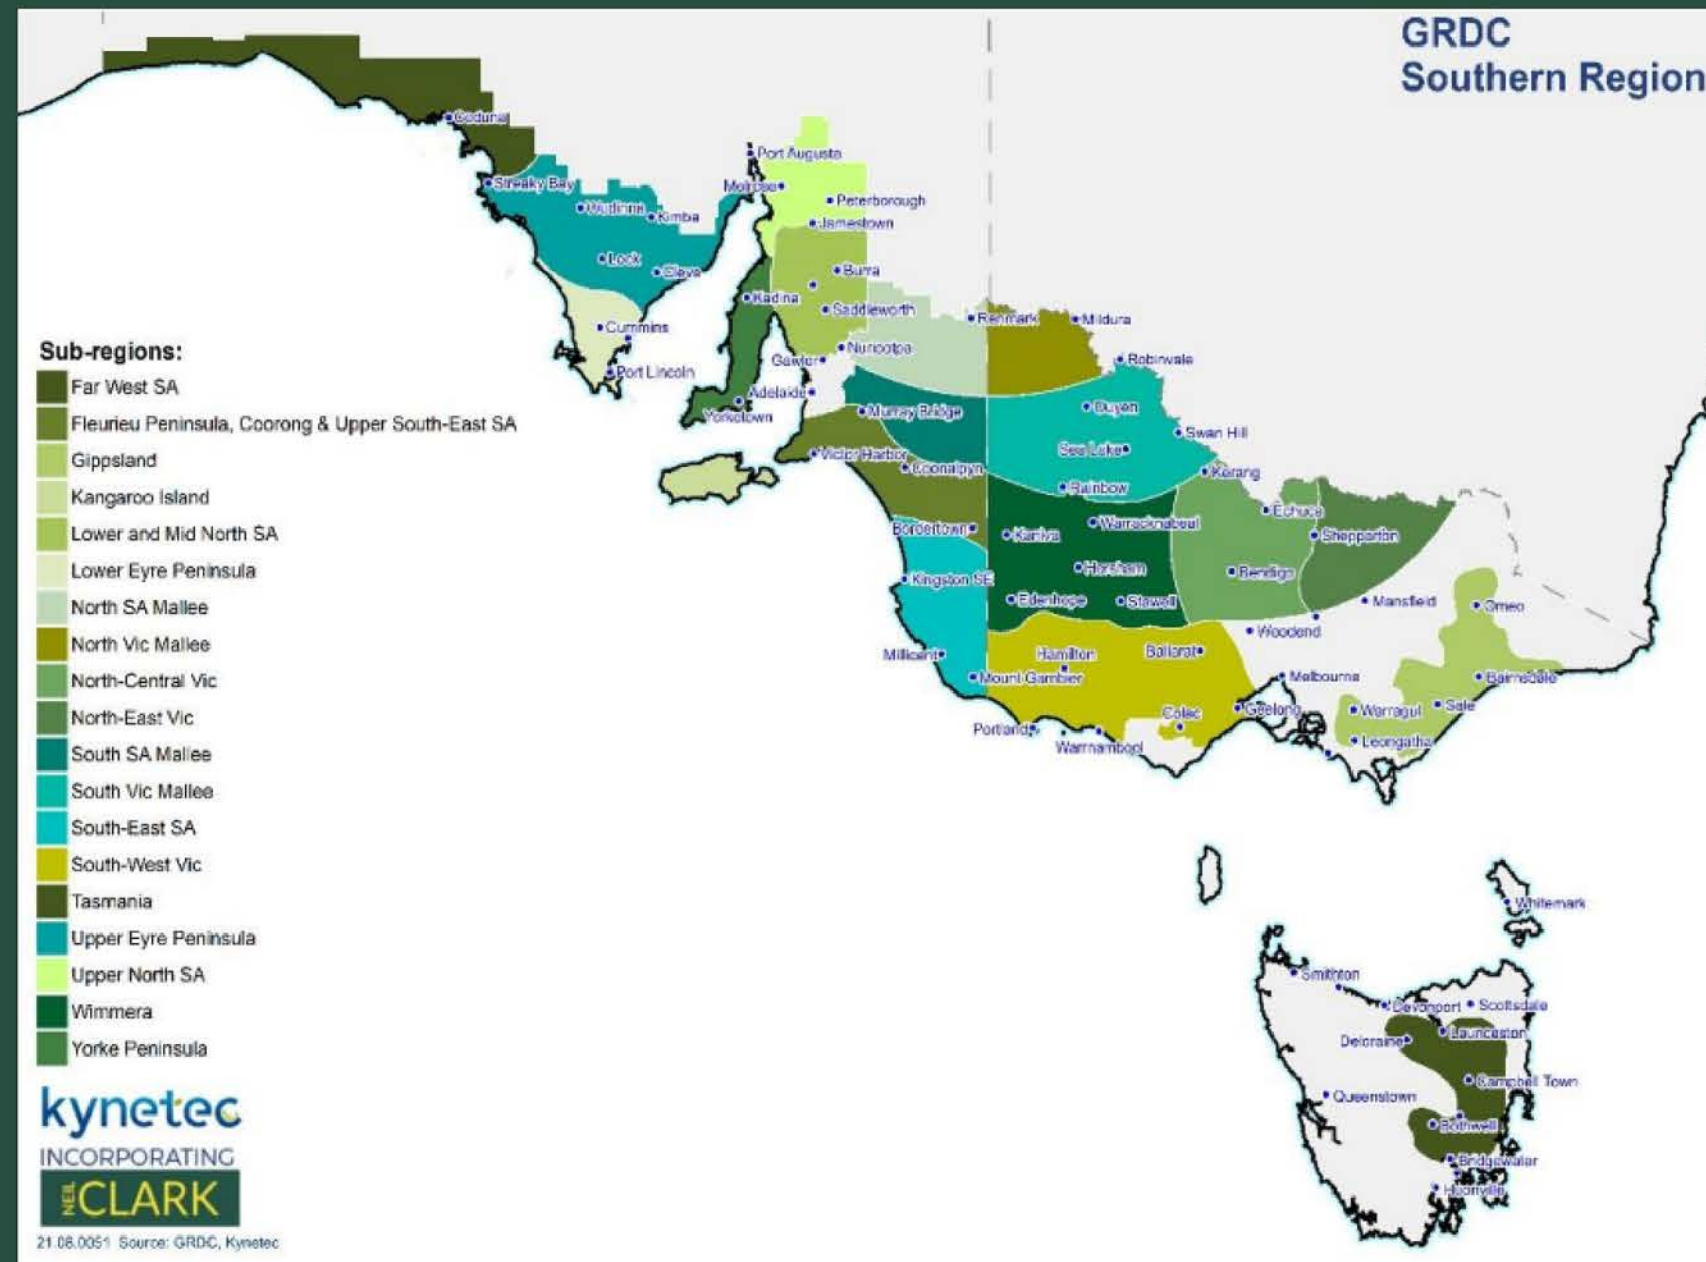 GRDC
Southern Region
Ceduna
Streaky Bay
Wudinna
Kimba
Lock
Cleve
Cummins
Port Lincoln
Port Augusta
Melrose
Peterborough
Jamestown
Burra
Kadina
Saddleworth
Nuriootpa
Gawler
Adelaide
Yorketown
Renmark
Mildura
Robinvale
Murray Bridge
Victor Harbor
Coonalpyn
Ouyen
Sea Lake
Swan Hill
Kerang
Rainbow
Bordertown
Kaniva
Warracknabeal
Echuca
Shepparton
Kingston SE
Horsham
Bendigo
Edenhope
Stawell
Mansfield
Omeo
Woodend
Millicent
Hamilton
Ballarat
Mount Gambier
Melbourne
Bairnsdale
Portland
Colac
Geelong
Warragul
Sale
Warrnambool
Leongatha
Whitemark
Smithton
Devonport
Scottsdale
Deloraine
Launceston
Campbell Town
Queenstown
Bothwell
Bridgewater
Huonville
Sub-regions:
Far West SA
Fleurieu Peninsula, Coorong & Upper South-East SA
Gippsland
Kangaroo Island
Lower and Mid North SA
Lower Eyre Peninsula
North SA Mallee
North Vic Mallee
North-Central Vic
North-East Vic
South SA Mallee
South Vic Mallee
South-East SA
South-West Vic
Tasmania
Upper Eyre Peninsula
Upper North SA
Wimmera
Yorke Peninsula
kynetec
INCORPORATING
NEIL CLARK
21.08.0051 Source: GRDC, Kynetec